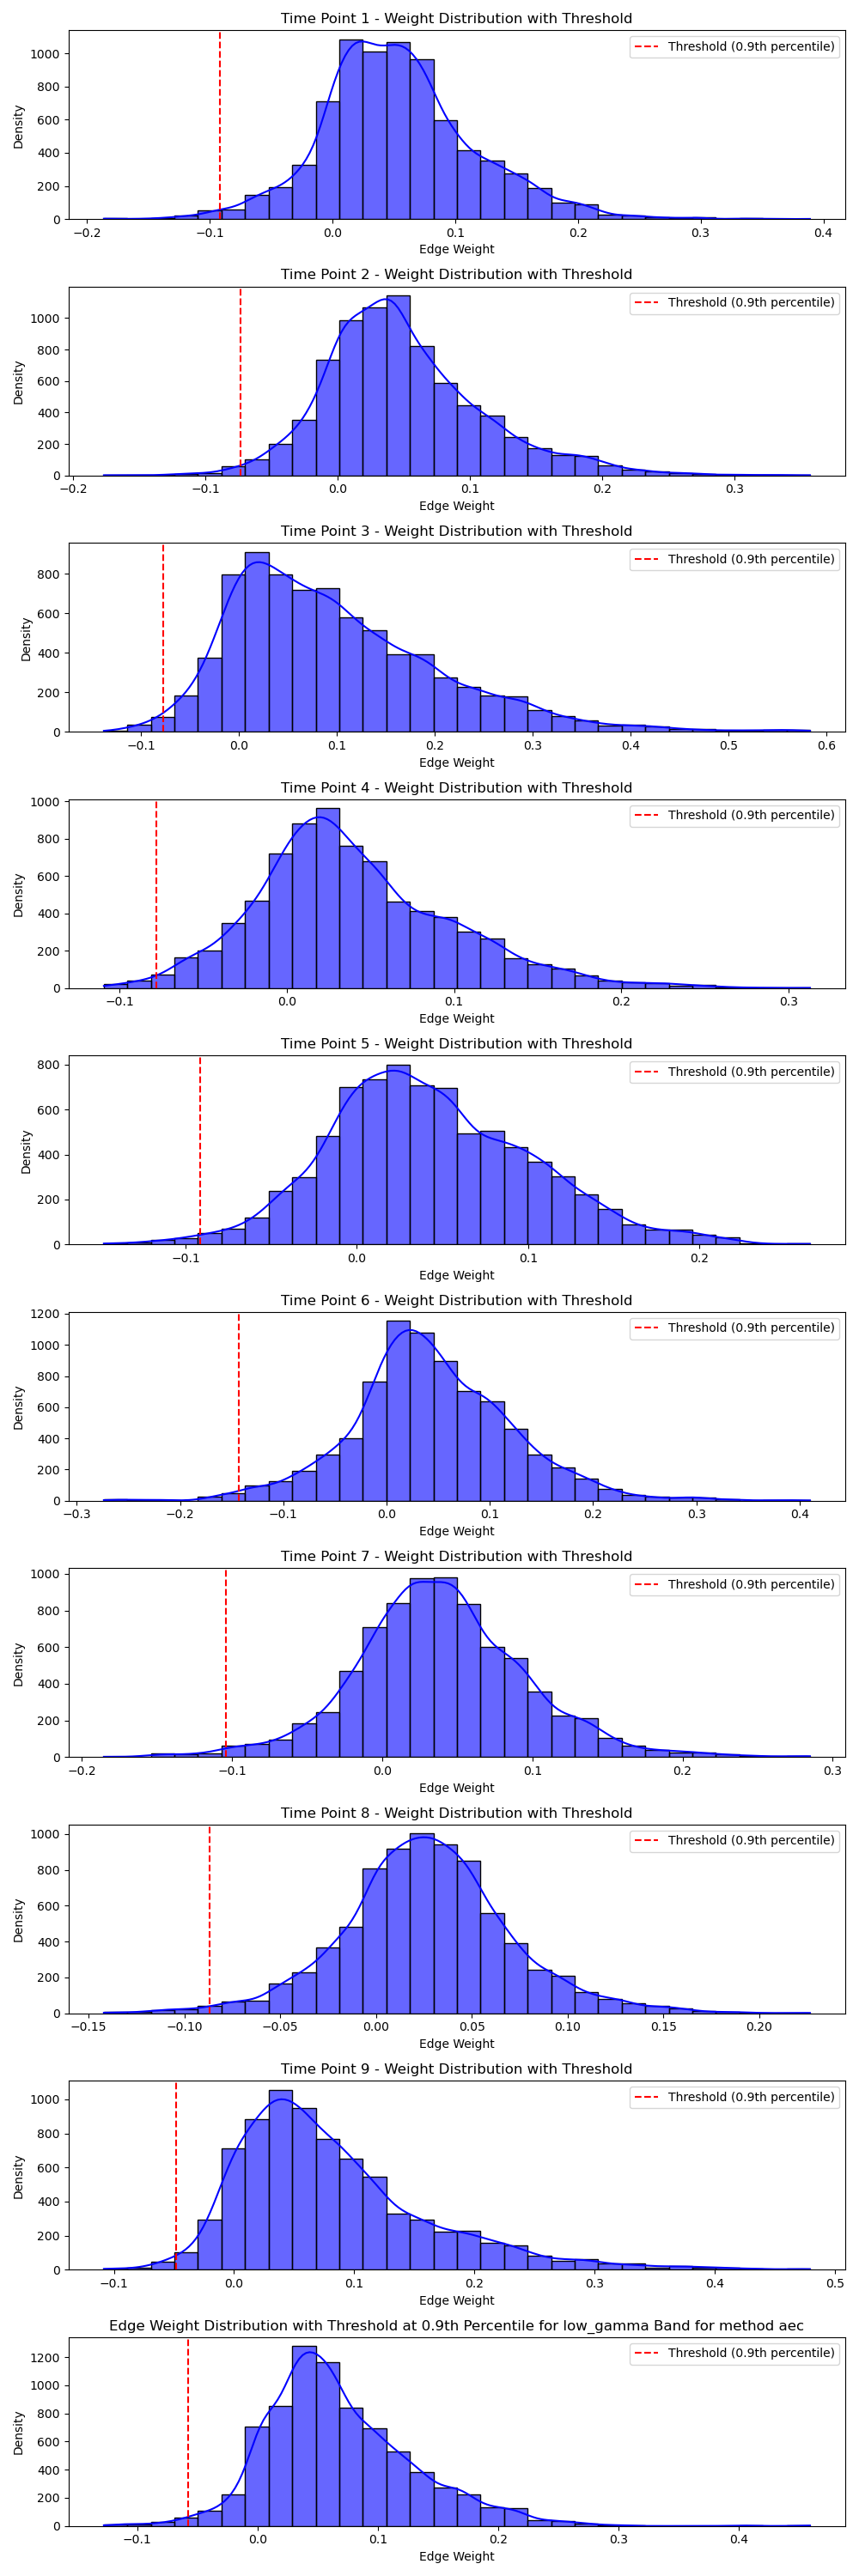 Time Point 1 - Weight Distribution with Threshold
Threshold (0.9th percentile)
Density
1000
800
600
400
200
0
−0.2 −0.1 0.0 0.1 0.2 0.3 0.4
Edge Weight
Time Point 2 - Weight Distribution with Threshold
Threshold (0.9th percentile)
Density
1000
800
600
400
200
0
−0.2 −0.1 0.0 0.1 0.2 0.3
Edge Weight
Time Point 3 - Weight Distribution with Threshold
Threshold (0.9th percentile)
Density
800
600
400
200
0
−0.1 0.0 0.1 0.2 0.3 0.4 0.5 0.6
Edge Weight
Time Point 4 - Weight Distribution with Threshold
Threshold (0.9th percentile)
Density
1000
800
600
400
200
0
−0.1 0.0 0.1 0.2 0.3
Edge Weight
Time Point 5 - Weight Distribution with Threshold
Threshold (0.9th percentile)
Density
800
600
400
200
0
−0.1 0.0 0.1 0.2
Edge Weight
Time Point 6 - Weight Distribution with Threshold
Threshold (0.9th percentile)
Density
1200
1000
800
600
400
200
0
−0.3 −0.2 −0.1 0.0 0.1 0.2 0.3 0.4
Edge Weight
Time Point 7 - Weight Distribution with Threshold
Threshold (0.9th percentile)
Density
1000
800
600
400
200
0
−0.2 −0.1 0.0 0.1 0.2 0.3
Edge Weight
Time Point 8 - Weight Distribution with Threshold
Threshold (0.9th percentile)
Density
1000
800
600
400
200
0
−0.15 −0.10 −0.05 0.00 0.05 0.10 0.15 0.20
Edge Weight
Time Point 9 - Weight Distribution with Threshold
Threshold (0.9th percentile)
Density
1000
800
600
400
200
0
−0.1 0.0 0.1 0.2 0.3 0.4 0.5
Edge Weight
Edge Weight Distribution with Threshold at 0.9th Percentile for low_gamma Band for method aec
Threshold (0.9th percentile)
Density
1200
1000
800
600
400
200
0
−0.1 0.0 0.1 0.2 0.3 0.4
Edge Weight